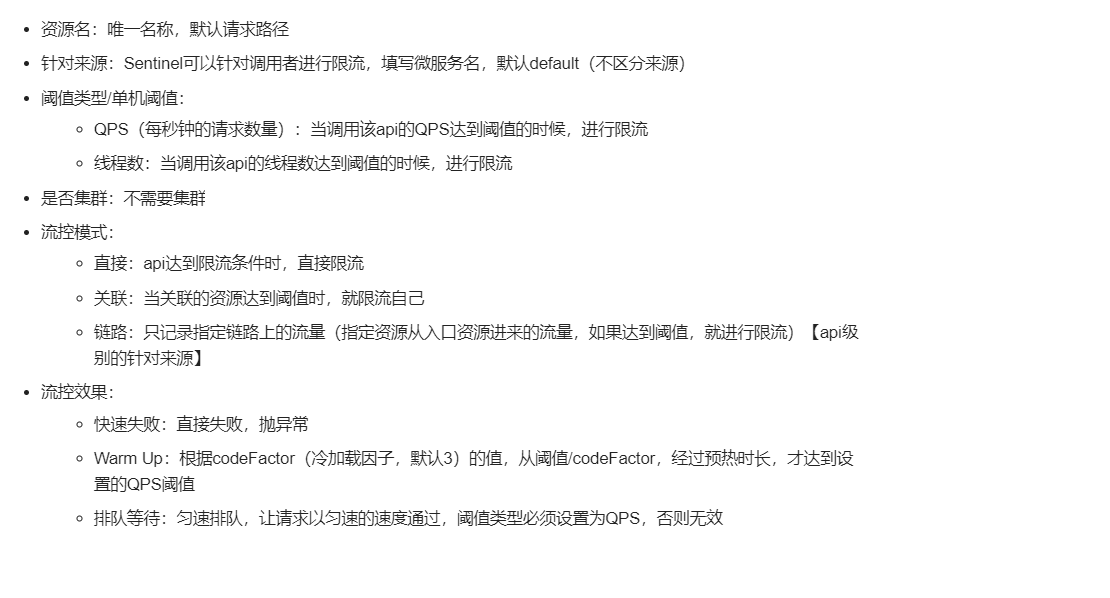 资源名：唯一名称，默认请求路径
针对来源：Sentinel可以针对调用者进行限流，填写微服务名，默认default（不区分来源）
阈值类型/单机阈值：
QPS（每秒钟的请求数量）：当调用该api的QPS达到阈值的时候，进行限流
线程数：当调用该api的线程数达到阈值的时候，进行限流
是否集群：不需要集群
流控模式：
直接：api达到限流条件时，直接限流
关联：当关联的资源达到阈值时，就限流自己
链路：只记录指定链路上的流量（指定资源从入口资源进来的流量，如果达到阈值，就进行限流）【api级
别的针对来源】
流控效果：
快速失败：直接失败，抛异常
Warm Up：根据codeFactor（冷加载因子，默认3）的值，从阈值/codeFactor，经过预热时长，才达到设
置的QPS阈值
排队等待：匀速排队，让请求以匀速的速度通过，阈值类型必须设置为QPS，否则无效